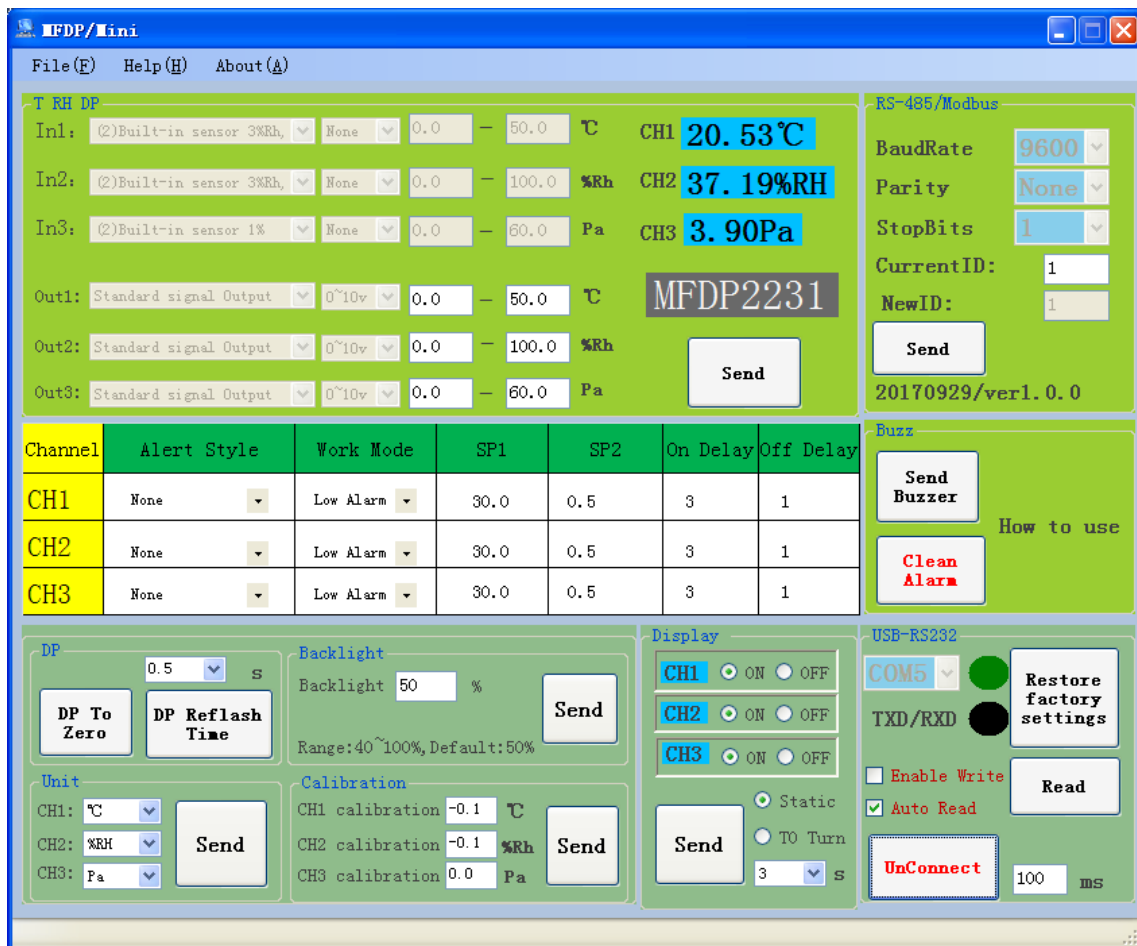 MFDP/Mini
File(F) Help(H) About(A)
T RH DP
In1: (2)Built-in sensor 3%Rh, None 0.0 — 50.0 ℃ CH1 20.53℃
In2: (2)Built-in sensor 3%Rh, None 0.0 — 100.0 %Rh CH2 37.19%RH
In3: (2)Built-in sensor 1% None 0.0 — 60.0 Pa CH3 3.90Pa
Out1: Standard signal Output 0~10v 0.0 — 50.0 ℃ MFDP2231
Out2: Standard signal Output 0~10v 0.0 — 100.0 %Rh
Out3: Standard signal Output 0~10v 0.0 — 60.0 Pa
Send
RS-485/Modbus
BaudRate 9600
Parity None
StopBits 1
CurrentID: 1
NewID: 1
Send
20170929/ver1.0.0
Channel Alert Style Work Mode SP1 SP2 On Delay Off Delay
CH1 None Low Alarm 30.0 0.5 3 1
CH2 None Low Alarm 30.0 0.5 3 1
CH3 None Low Alarm 30.0 0.5 3 1
Buzz
Send
Buzzer
How to use
Clean
Alarm
DP
0.5 s
DP To
Zero
DP Reflash
Time
Backlight
Backlight 50 %
Send
Range:40~100%,Default:50%
Unit
CH1: ℃
CH2: %RH
CH3: Pa
Send
Calibration
CH1 calibration -0.1 ℃
CH2 calibration -0.1 %Rh
CH3 calibration 0.0 Pa
Send
Display
CH1 ON OFF
CH2 ON OFF
CH3 ON OFF
Send
Static
TO Turn
3 s
USB-RS232
COM5
TXD/RXD
Restore
factory
settings
Enable Write
Auto Read
Read
UnConnect
100 ms